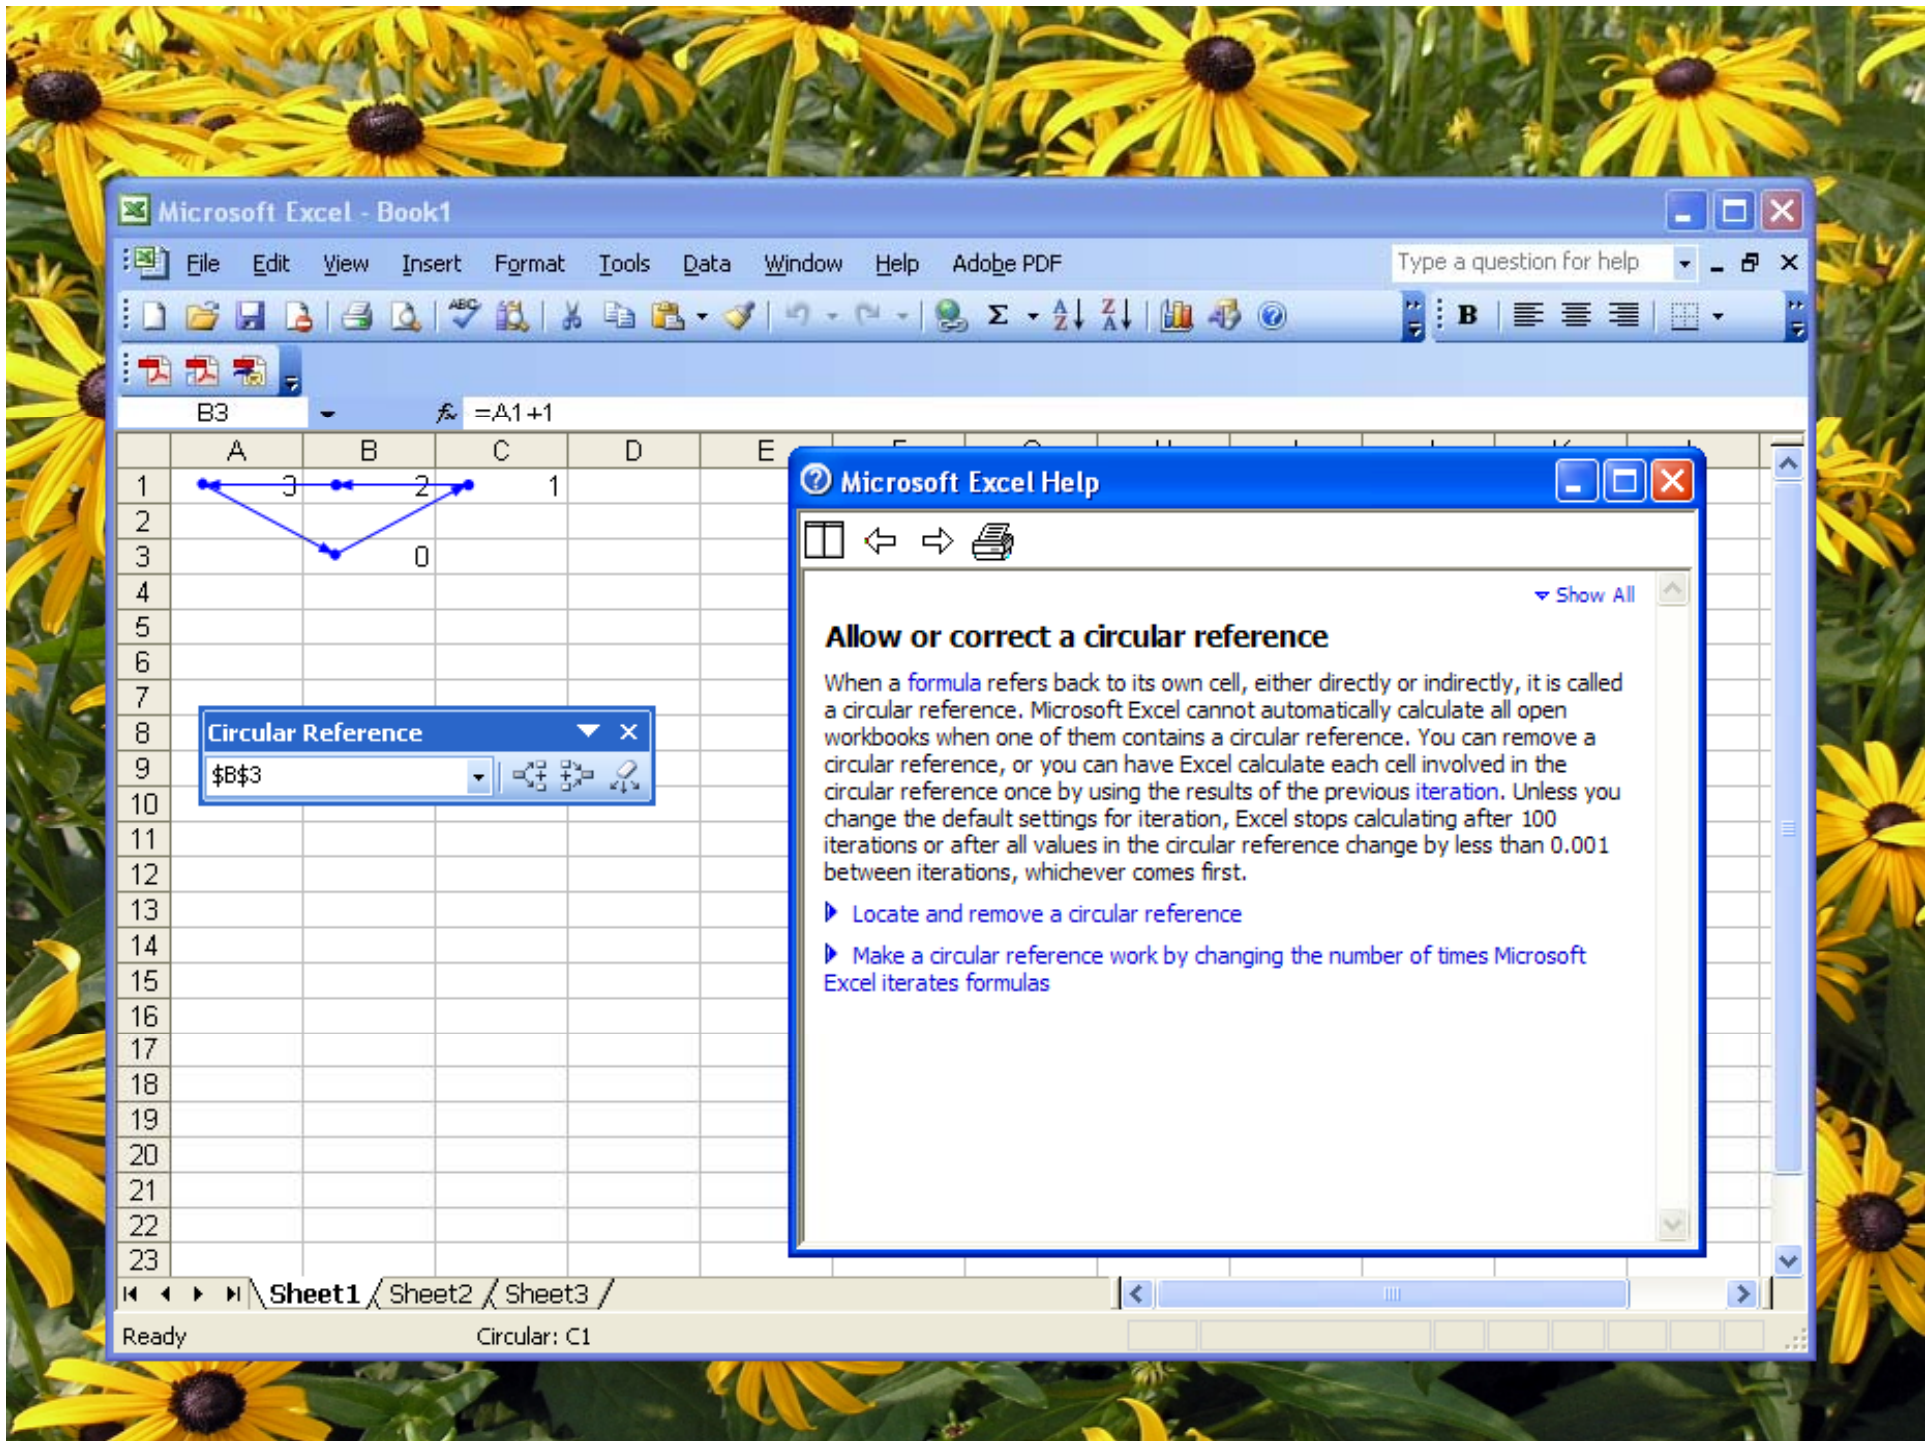 Microsoft Excel - Book1
File Edit View Insert Format Tools Data Window Help Adobe PDF Type a question for help
ABC Σ A Z Z A B
B3 fx =A1+1
A B C D E
1 3 2 1
2
3 0
4
5
6
7
8
9
10
11
12
13
14
15
16
17
18
19
20
21
22
23
Circular Reference
$B$3
Microsoft Excel Help
Show All
Allow or correct a circular reference
When a formula refers back to its own cell, either directly or indirectly, it is called
a circular reference. Microsoft Excel cannot automatically calculate all open
workbooks when one of them contains a circular reference. You can remove a
circular reference, or you can have Excel calculate each cell involved in the
circular reference once by using the results of the previous iteration. Unless you
change the default settings for iteration, Excel stops calculating after 100
iterations or after all values in the circular reference change by less than 0.001
between iterations, whichever comes first.
Locate and remove a circular reference
Make a circular reference work by changing the number of times Microsoft
Excel iterates formulas
Sheet1 Sheet2 Sheet3
Ready Circular: C1